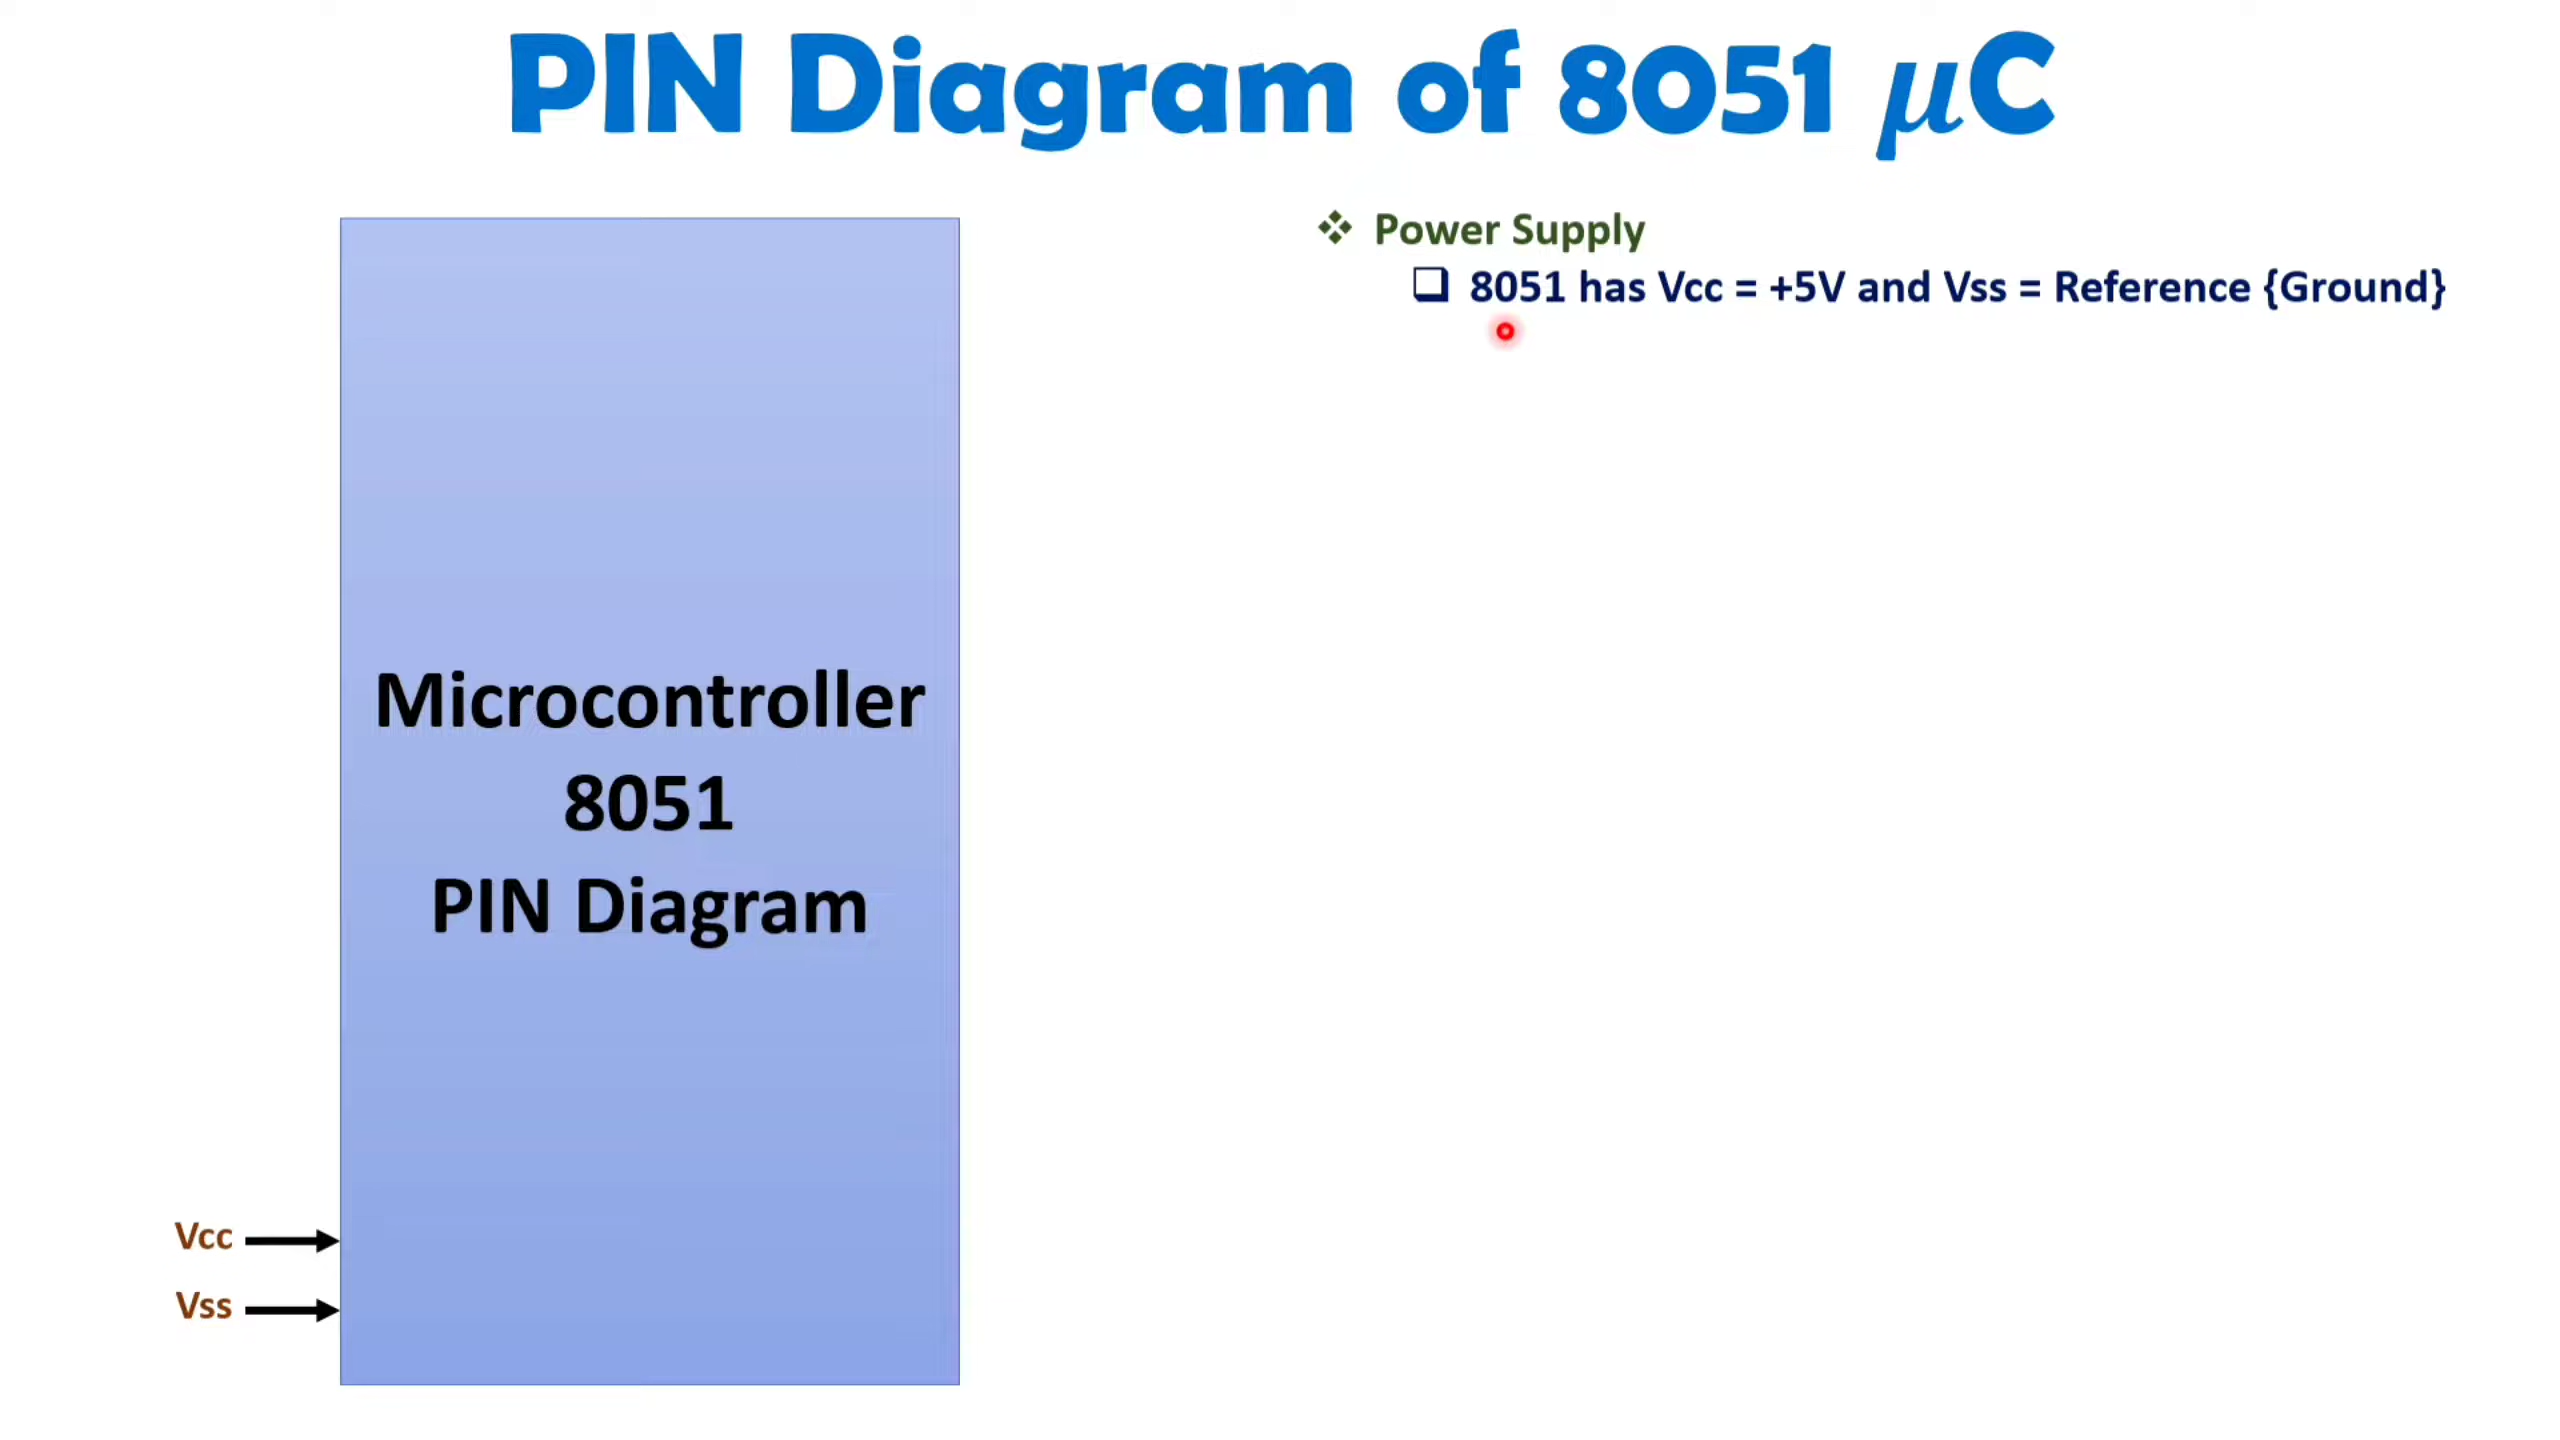 PIN Diagram of 8051 μC
Power Supply
8051 has Vcc = +5V and Vss = Reference {Ground}
Microcontroller
8051
PIN Diagram
Vcc
Vss